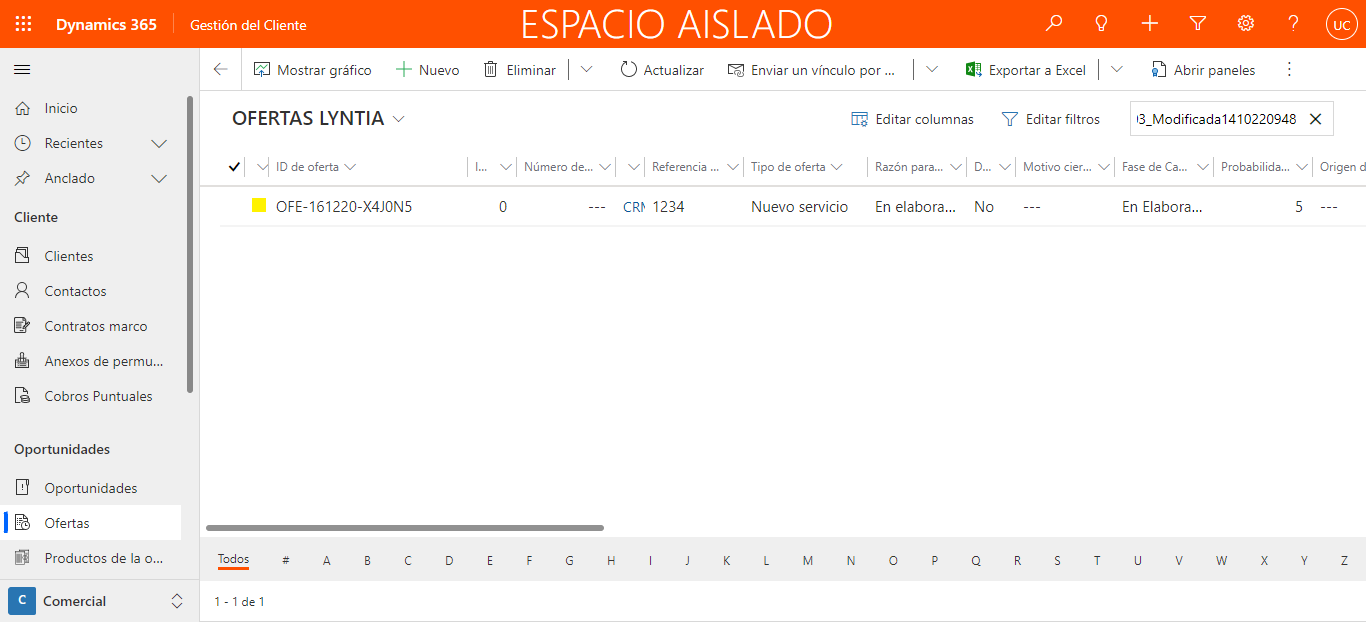 Dynamics 365 Gestión del Cliente ESPACIO AISLADO ? UC
Mostrar gráfico Nuevo Eliminar Actualizar Enviar un vínculo por ... Exportar a Excel Abrir paneles
Inicio
Recientes
Anclado
Cliente
Clientes
Contactos
Contratos marco
Anexos de permu...
Cobros Puntuales
Oportunidades
Oportunidades
Ofertas
Productos de la o...
C Comercial
OFERTAS LYNTIA Editar columnas Editar filtros 3_Modificada1410220948
ID de oferta I... Número de... Referencia ... Tipo de oferta Razón para... D... Motivo cier... Fase de Ca... Probabilida... Origen d
OFE-161220-X4J0N5 0 --- CRM 1234 Nuevo servicio En elabora... No --- En Elabora... 5 ---
Todos # A B C D E F G H I J K L M N O P Q R S T U V W X Y Z
1 - 1 de 1